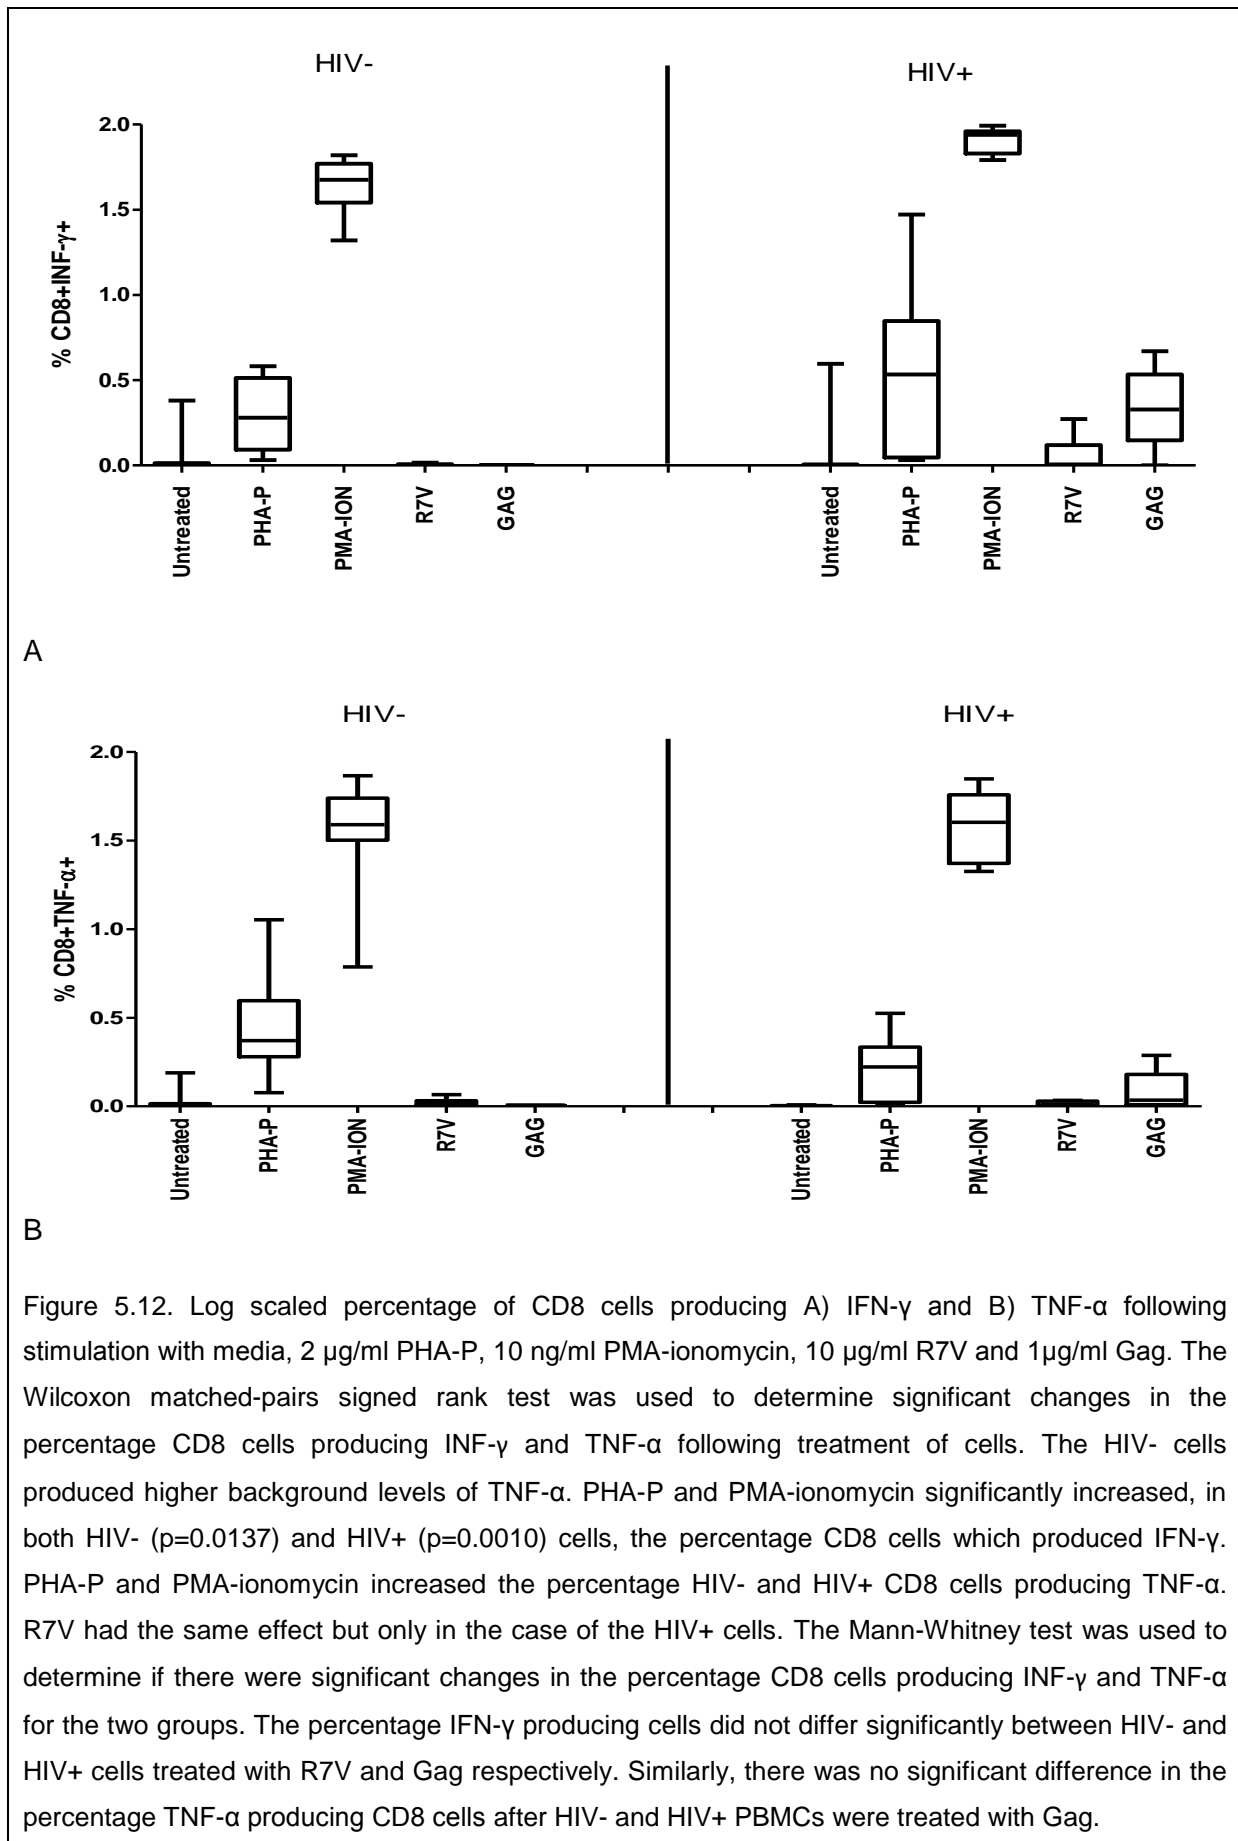 HIV-
HIV+
2.0
1.5
1.0
0.5
0.0
% CD8+INF-γ+
Untreated
PHA-P
PMA-ION
R7V
GAG
Untreated
PHA-P
PMA-ION
R7V
GAG
A
HIV-
HIV+
2.0
1.5
1.0
0.5
0.0
% CD8+TNF-α+
Untreated
PHA-P
PMA-ION
R7V
GAG
Untreated
PHA-P
PMA-ION
R7V
GAG
B
Figure 5.12. Log scaled percentage of CD8 cells producing A) IFN-γ and B) TNF-α following
stimulation with media, 2 µg/ml PHA-P, 10 ng/ml PMA-ionomycin, 10 µg/ml R7V and 1µg/ml Gag. The
Wilcoxon matched-pairs signed rank test was used to determine significant changes in the
percentage CD8 cells producing INF-γ and TNF-α following treatment of cells. The HIV- cells
produced higher background levels of TNF-α. PHA-P and PMA-ionomycin significantly increased, in
both HIV- (p=0.0137) and HIV+ (p=0.0010) cells, the percentage CD8 cells which produced IFN-γ.
PHA-P and PMA-ionomycin increased the percentage HIV- and HIV+ CD8 cells producing TNF-α.
R7V had the same effect but only in the case of the HIV+ cells. The Mann-Whitney test was used to
determine if there were significant changes in the percentage CD8 cells producing INF-γ and TNF-α
for the two groups. The percentage IFN-γ producing cells did not differ significantly between HIV- and
HIV+ cells treated with R7V and Gag respectively. Similarly, there was no significant difference in the
percentage TNF-α producing CD8 cells after HIV- and HIV+ PBMCs were treated with Gag.